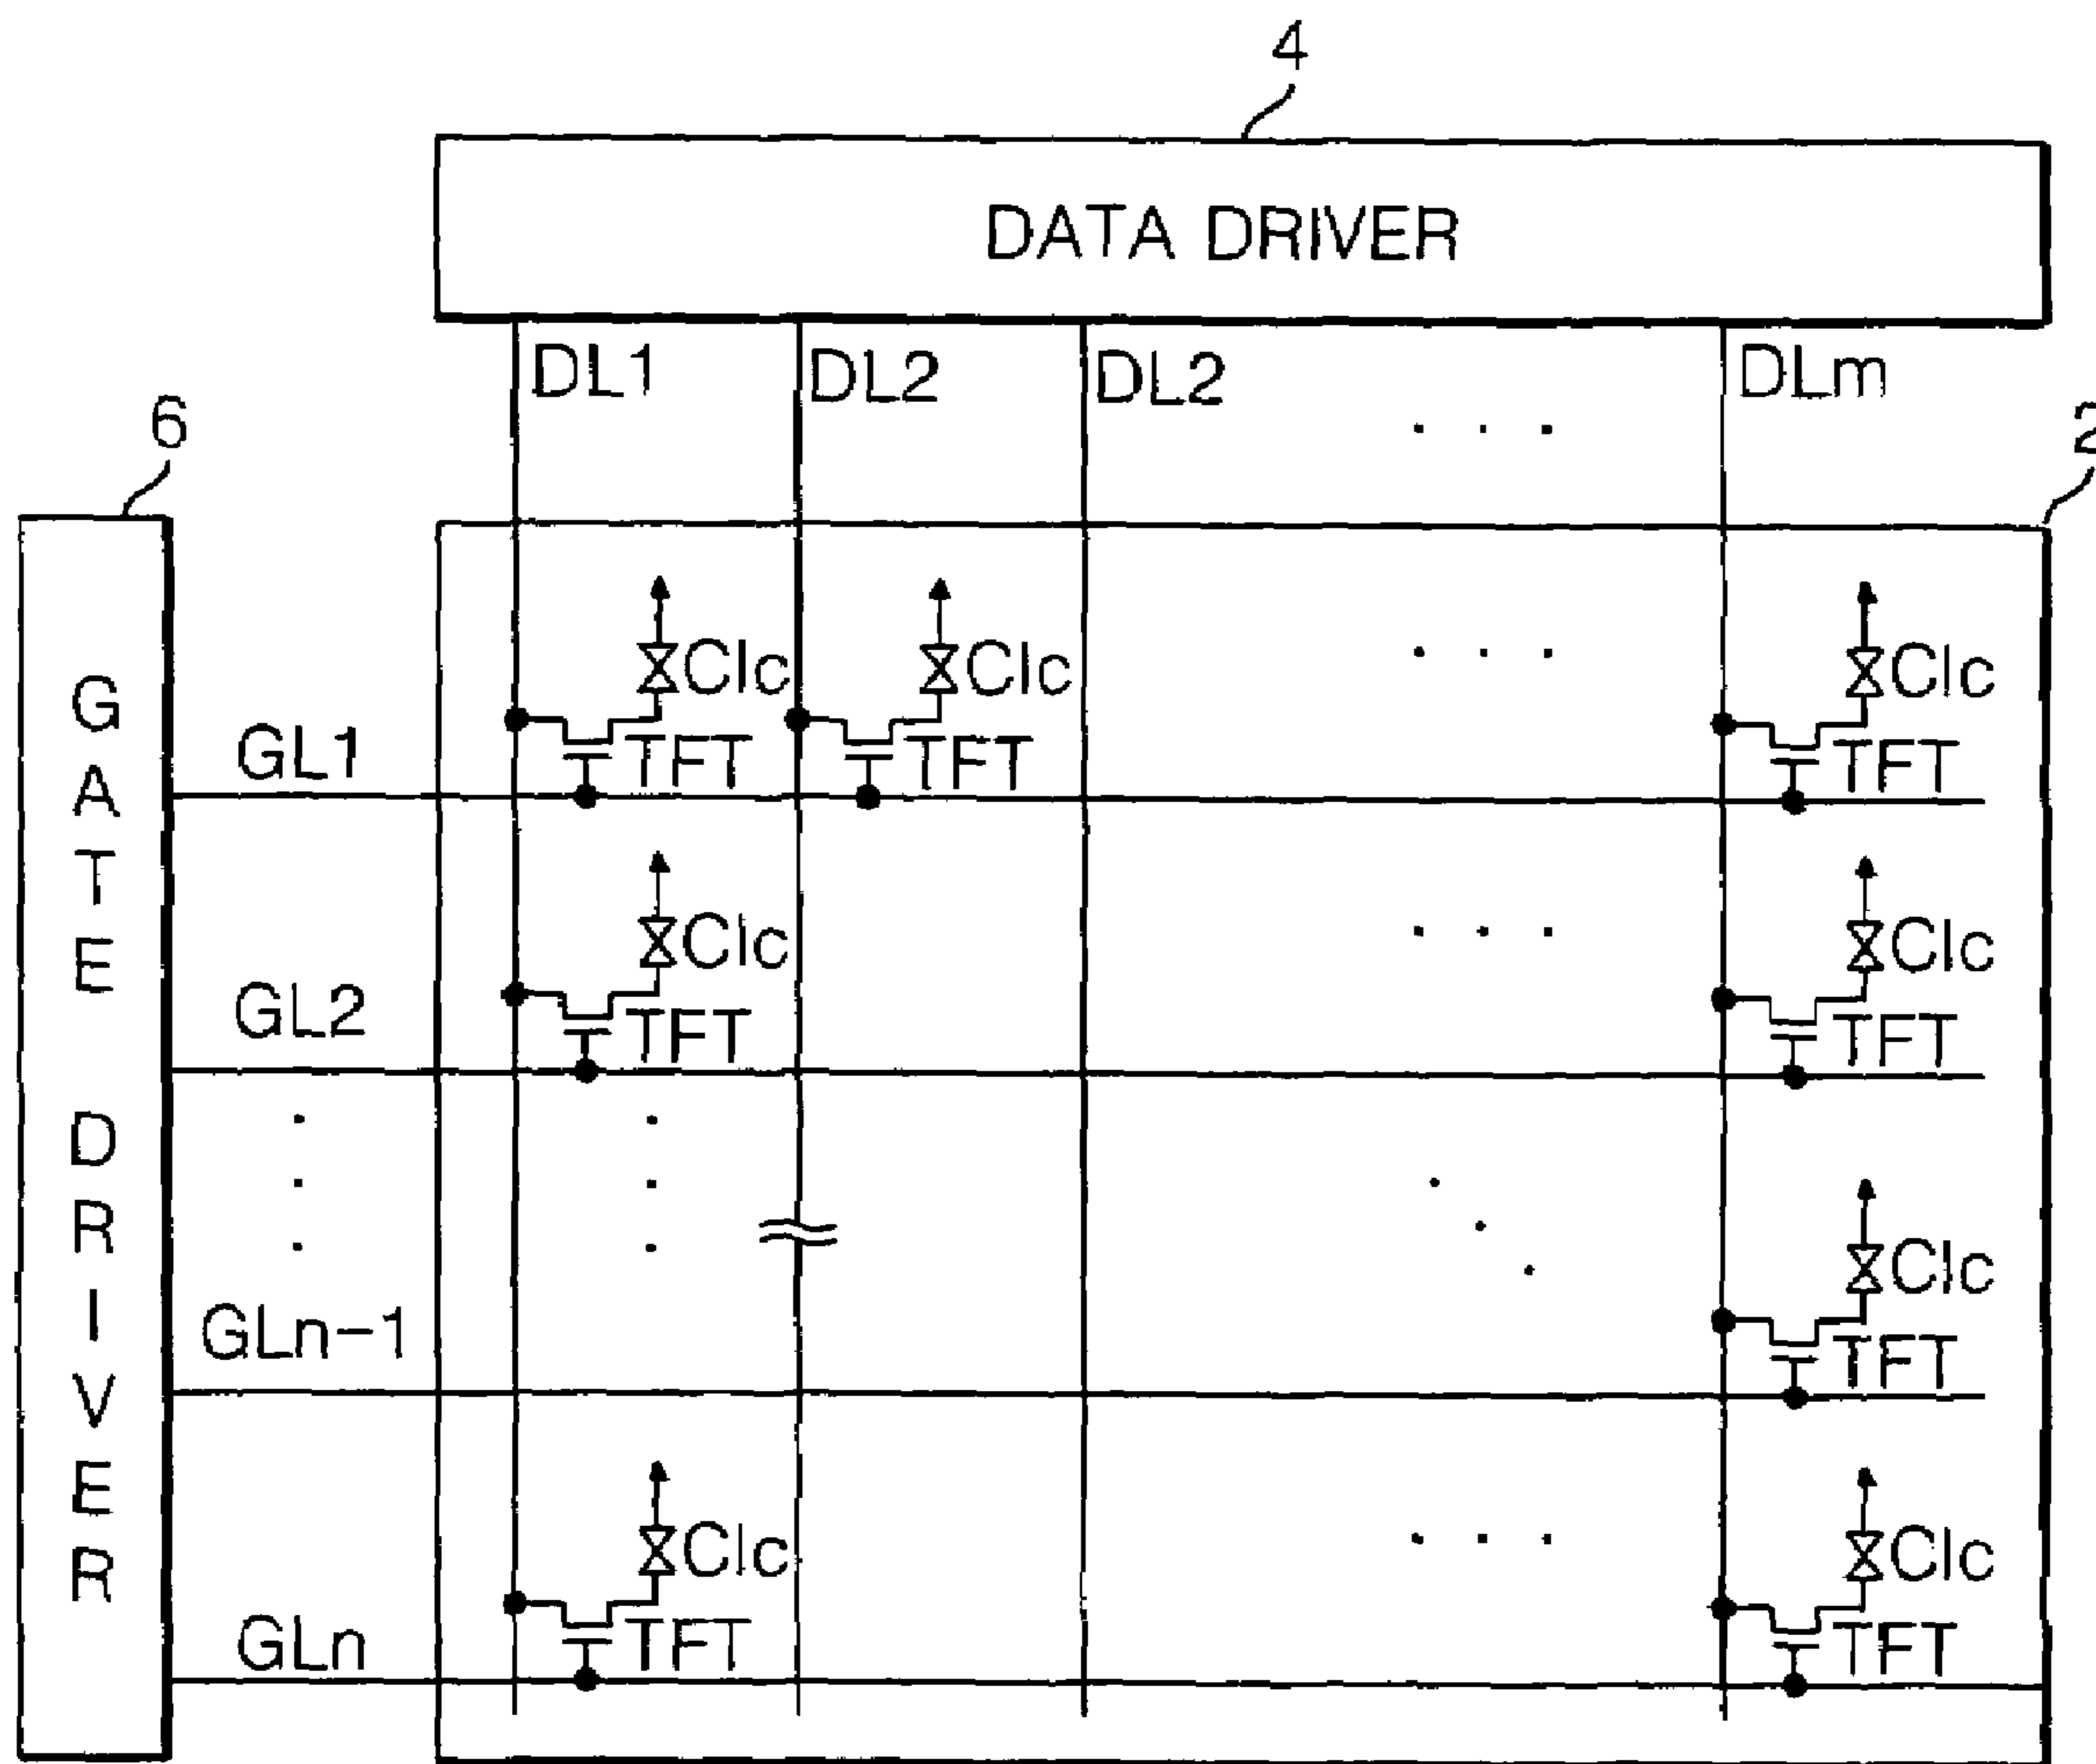 4
DATA DRIVER
DL1 DL2 DL2 DLm
6
2
GATE DRIVER
Clc Clc Clc
GL1 TFT TFT TFT
Clc Clc
GL2 TFT TFT
Clc
GLn-1 TFT
Clc Clc
GLn TFT TFT